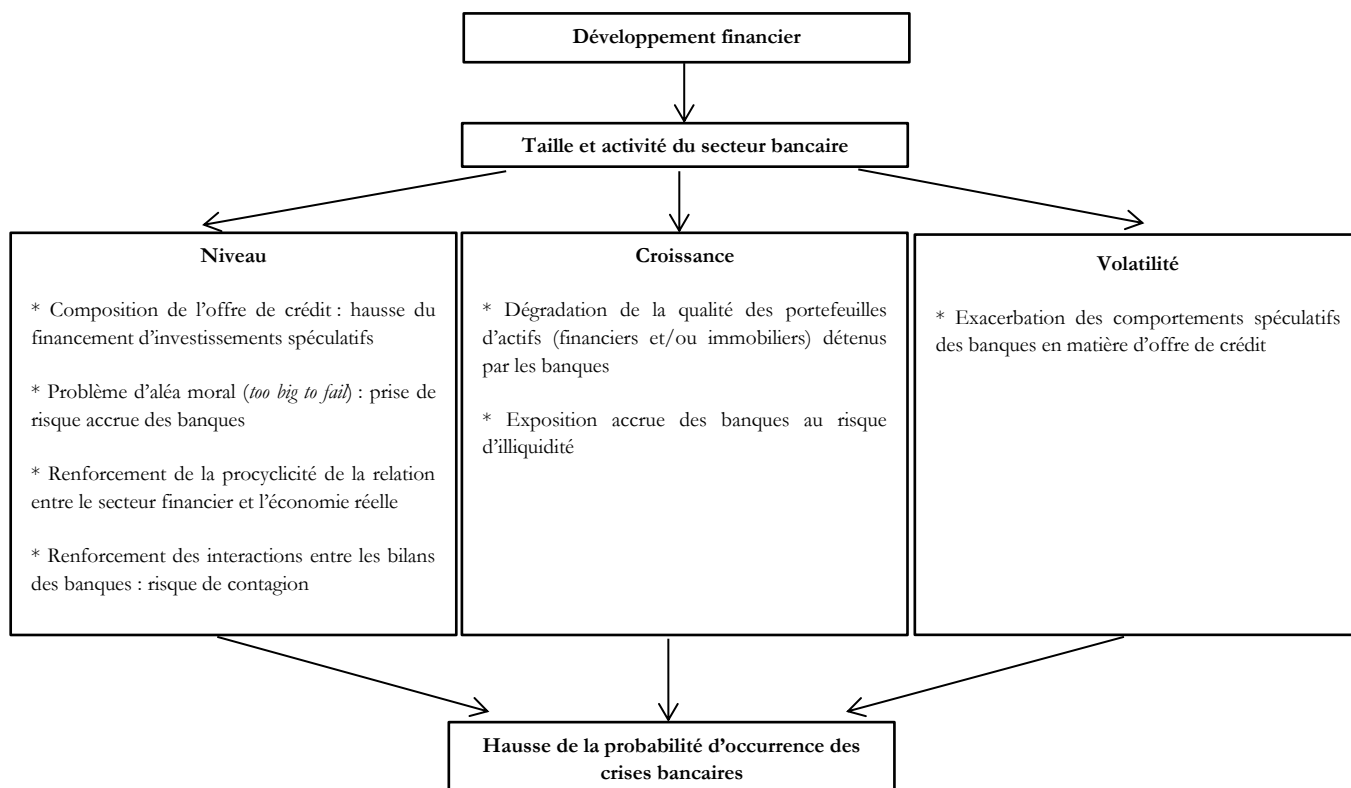 Développement financier
Taille et activité du secteur bancaire
Niveau
* Composition de l’offre de crédit : hausse du
financement d’investissements spéculatifs
* Problème d’aléa moral (too big to fail) : prise de
risque accrue des banques
* Renforcement de la procyclicité de la relation
entre le secteur financier et l’économie réelle
* Renforcement des interactions entre les bilans
des banques : risque de contagion
Croissance
* Dégradation de la qualité des portefeuilles
d’actifs (financiers et/ou immobiliers) détenus
par les banques
* Exposition accrue des banques au risque
d’illiquidité
Volatilité
* Exacerbation des comportements spéculatifs
des banques en matière d’offre de crédit
Hausse de la probabilité d’occurrence des
crises bancaires